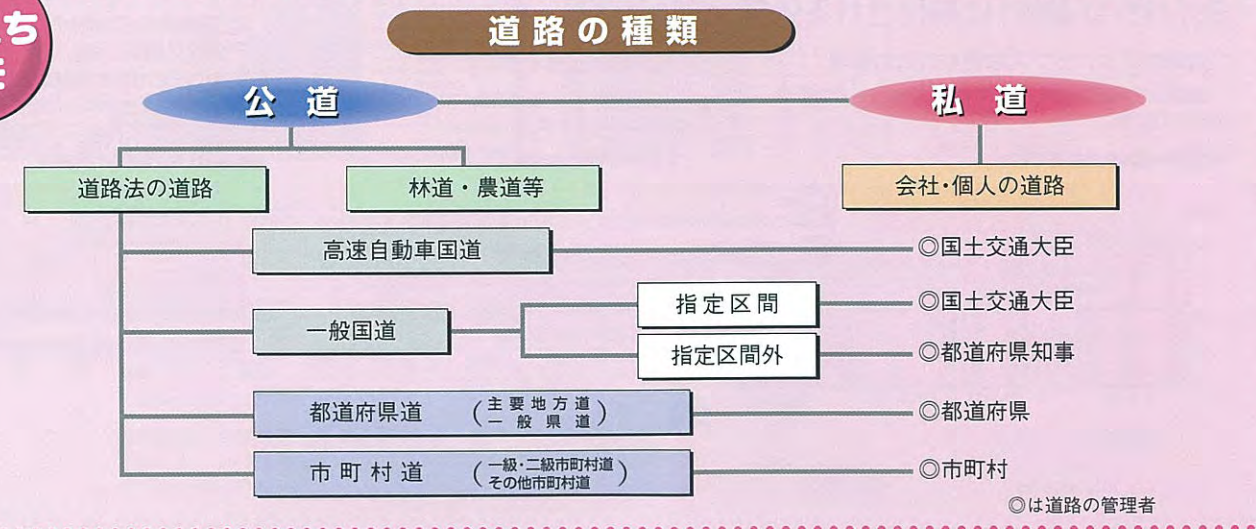 ち
道路の種類
公道
私道
道路法の道路
林道・農道等
会社・個人の道路
高速自動車国道
◎国土交通大臣
一般国道
指定区間
◎国土交通大臣
指定区間外
◎都道府県知事
都道府県道
(主要地方道
一般県道)
◎都道府県
市町村道
(一級・二級市町村道
その他市町村道)
◎市町村
◎は道路の管理者